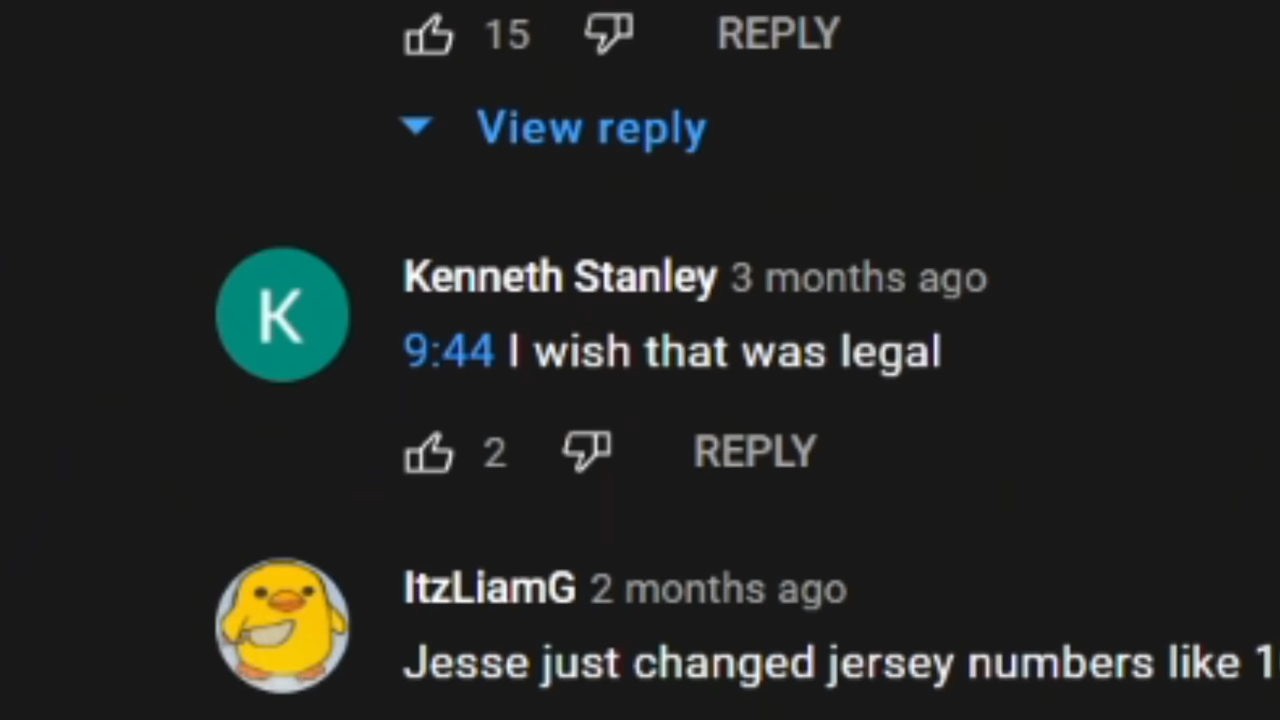 15 REPLY
View reply
K
Kenneth Stanley 3 months ago
9:44 I wish that was legal
2 REPLY
ItzLiamG 2 months ago
Jesse just changed jersey numbers like 1